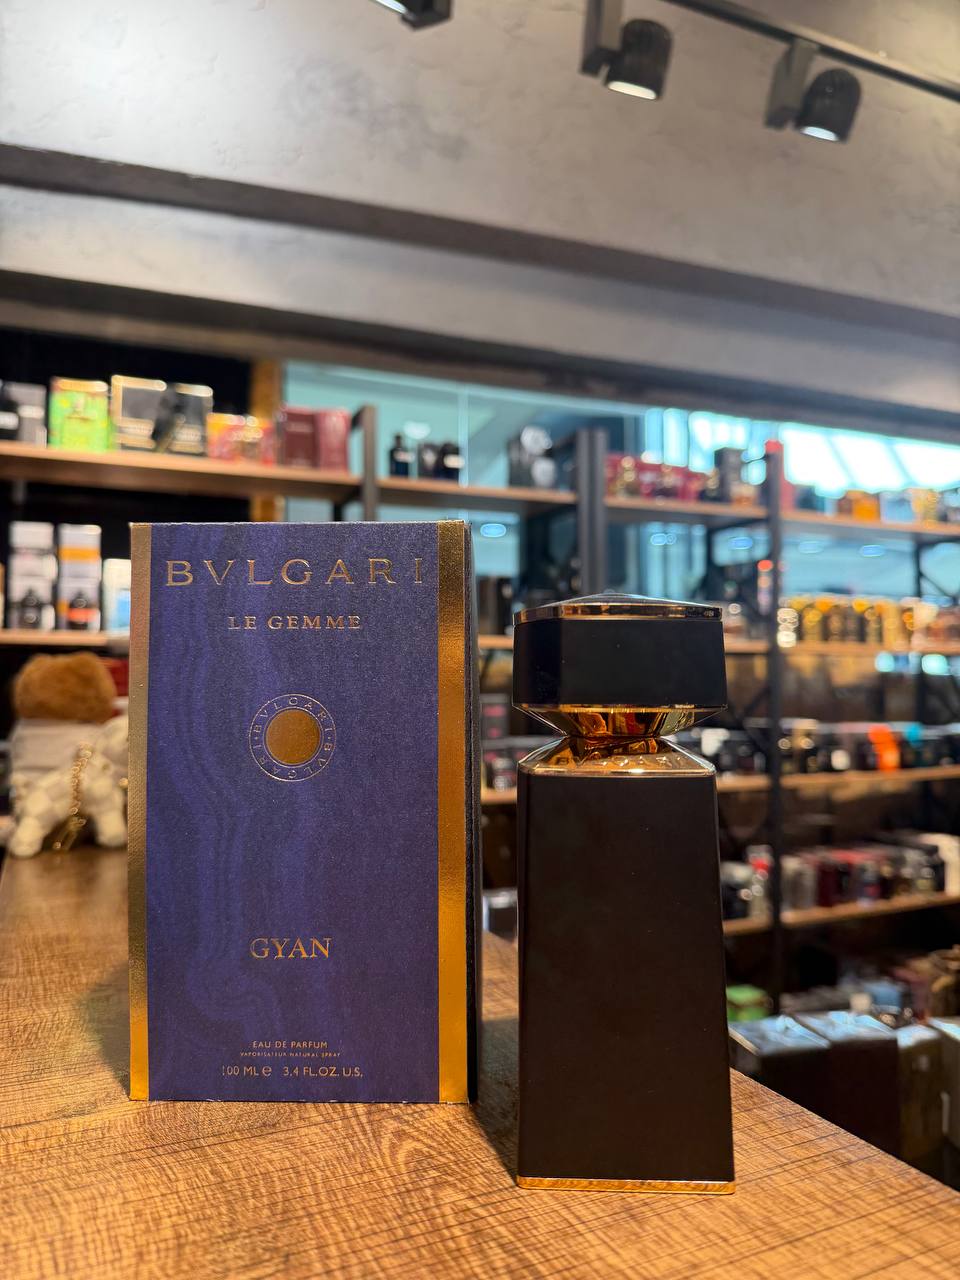 BVLGARI
LE GEMME
BVLGARI · BVLGARI ·
GYAN
EAU DE PARFUM
VAPORISATEUR NATURAL SPRAY
100 ML e 3.4 FL.OZ. U.S.